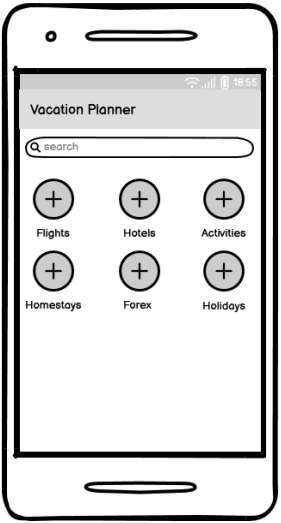 18:55
Vacation Planner
search
Flights Hotels Activities
Homestays Forex Holidays